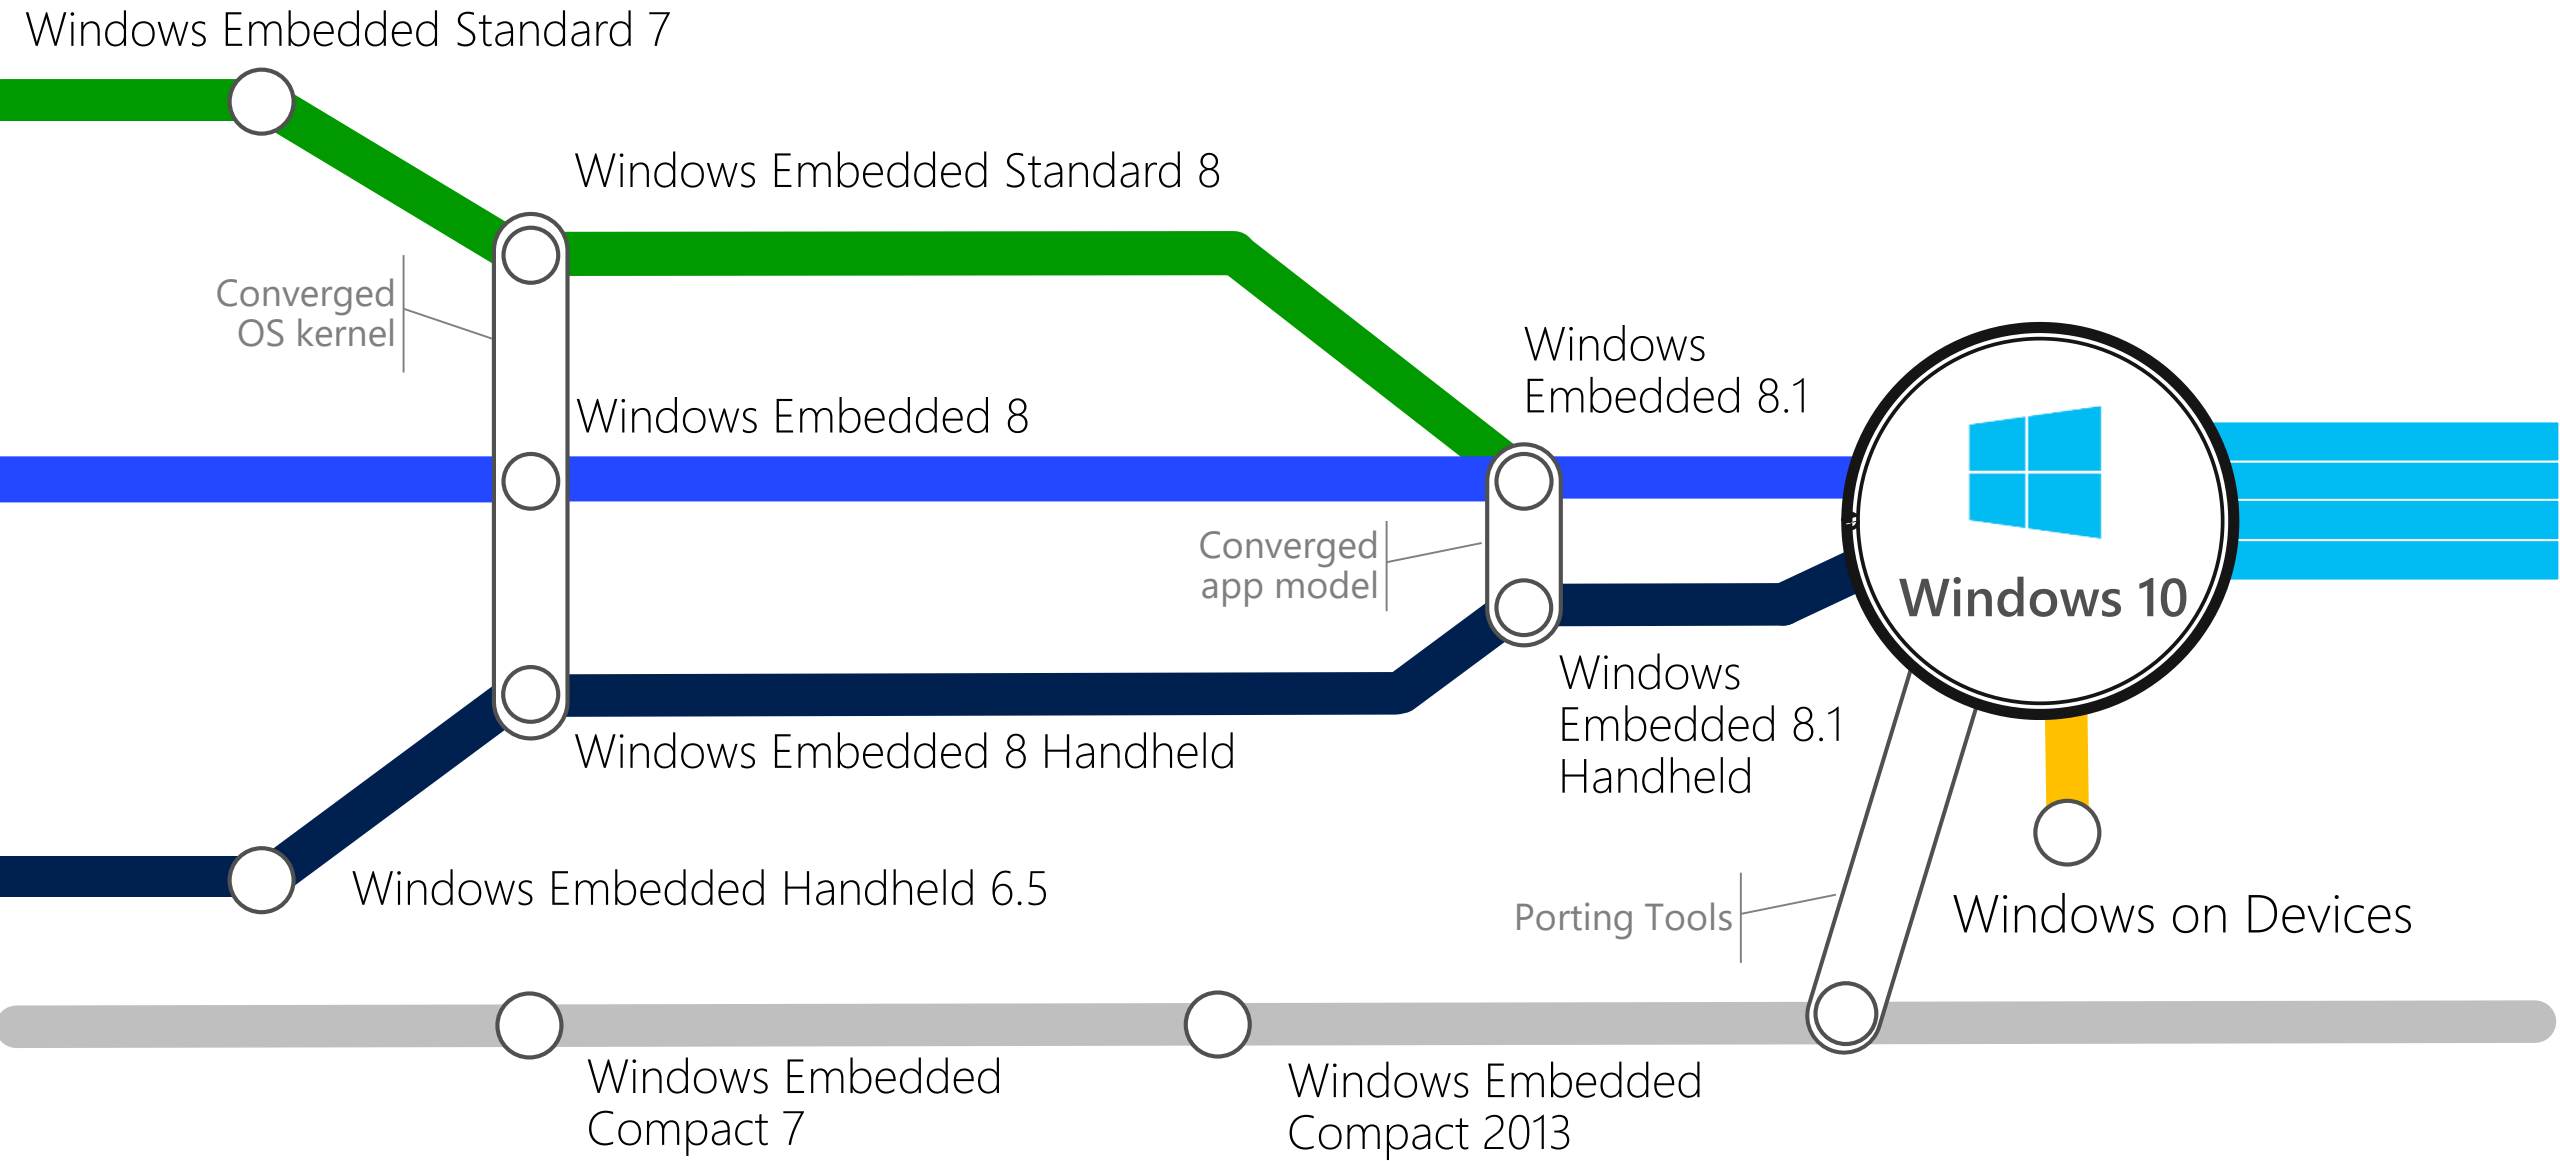 Windows Embedded Standard 7
Windows Embedded Standard 8
Converged
OS kernel
Windows
Embedded 8.1
Windows Embedded 8
Converged
app model
Windows 10
Windows
Embedded 8.1
Handheld
Windows Embedded 8 Handheld
Windows Embedded Handheld 6.5
Porting Tools
Windows on Devices
Windows Embedded
Compact 7
Windows Embedded
Compact 2013